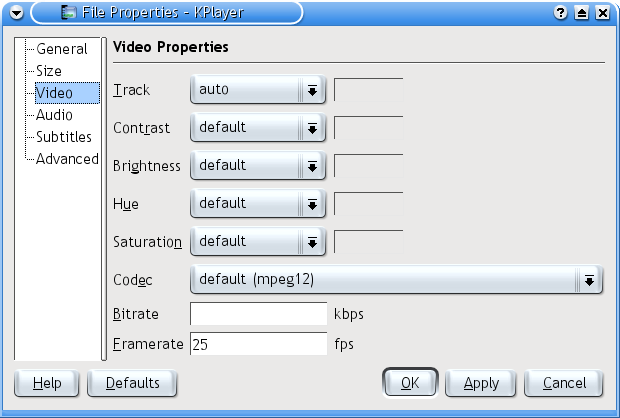 File Properties - KPlayer
General
Size
Video
Audio
Subtitles
Advanced
Video Properties
Track auto
Contrast default
Brightness default
Hue default
Saturation default
Codec default (mpeg12)
Bitrate kbps
Framerate 25 fps
Help Defaults OK Apply Cancel